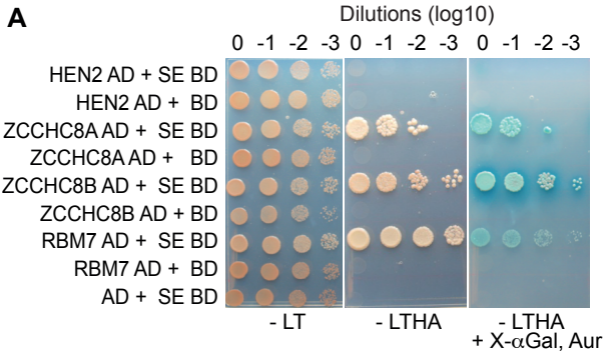 A
Dilutions (log10)
0 -1 -2 -3 0 -1 -2 -3 0 -1 -2 -3
HEN2 AD + SE BD
HEN2 AD + BD
ZCCHC8A AD + SE BD
ZCCHC8A AD + BD
ZCCHC8B AD + SE BD
ZCCHC8B AD + BD
RBM7 AD + SE BD
RBM7 AD + BD
AD + SE BD
- LT - LTHA - LTHA
+ X-αGal, Aur